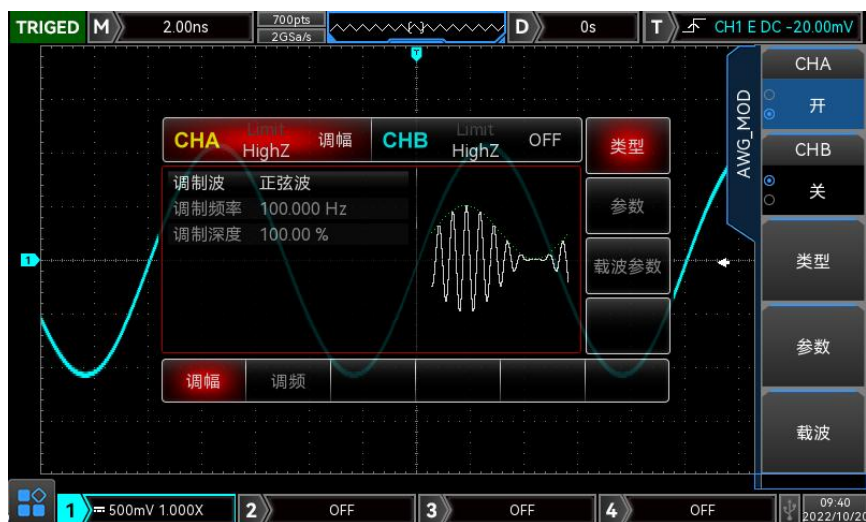 TRIGED M 2.00ns 700pts 2GSa/s D 0s T CH1 E DC -20.00mV
T
AWG_MOD
CHA
开
CHB
关
类型
参数
载波
CHA Limit HighZ 调幅 CHB Limit HighZ OFF
类型
参数
载波参数
调制波 正弦波
调制频率 100.000 Hz
调制深度 100.00 %
调幅 调频
1
1 500mV 1.000X 2 OFF 3 OFF 4 OFF
09:40
2022/10/20